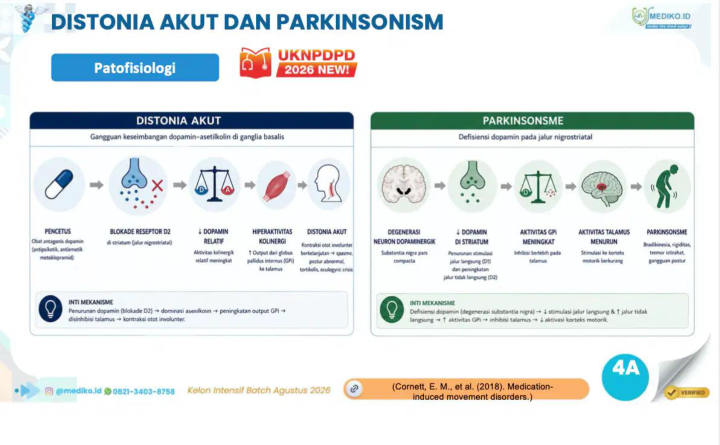 DISTONIA AKUT DAN PARKINSONISM
MEDIKO.ID
Patofisiologi
UKNPDPD
2026 NEW!
DISTONIA AKUT
Gangguan keseimbangan dopamin-asetilkolin di ganglia basalis
D
A
PENCETUS
Obat antagonis dopamin
(antipsikotik, antiemetik
metoklopramid)
BLOKADE RESEPTOR D2
di striatum (jalur nigrostriatal)
↓ DOPAMIN
RELATIF
Aktivitas kolinergik
relatif meningkat
HIPERAKTIVITAS
KOLINERGI
↑ Output dari globus
pallidus internus (GPi)
ke talamus
DISTONIA AKUT
Kontraksi otot involunter
berkelanjutan → spasme,
postur abnormal,
tortikolis, oculogyric crisis
INTI MEKANISME
Penurunan dopamin (blokade D2) → dominasi asetilkolin → peningkatan output GPi →
disinhibisi talamus → kontraksi otot involunter.
PARKINSONSME
Defisiensi dopamin pada jalur nigrostriatal
DEGENERASI
NEURON DOPAMINERGIK
Substantia nigra pars
compacta
↓ DOPAMIN
DI STRIATUM
Penurunan stimulasi
jalur langsung (D1)
dan peningkatan
jalur tidak langsung (D2)
AKTIVITAS GPi
MENINGKAT
Inhibisi berlebih pada
talamus
AKTIVITAS TALAMUS
MENURUN
Stimulasi ke korteks
motorik berkurang
PARKINSONSME
Bradikinesia, rigiditas,
tremor istirahat,
gangguan postur
INTI MEKANISME
Defisiensi dopamin (degenerasi substantia nigra) → ↓ stimulasi jalur langsung & ↑ jalur tidak
langsung → ↑ aktivitas GPi → inhibisi talamus → ↓ aktivasi korteks motorik.
4A
@mediko.id 0821-3403-8758
Kelon Intensif Batch Agustus 2026
(Cornett, E. M., et al. (2018). Medication-
induced movement disorders.)
VERIFIED